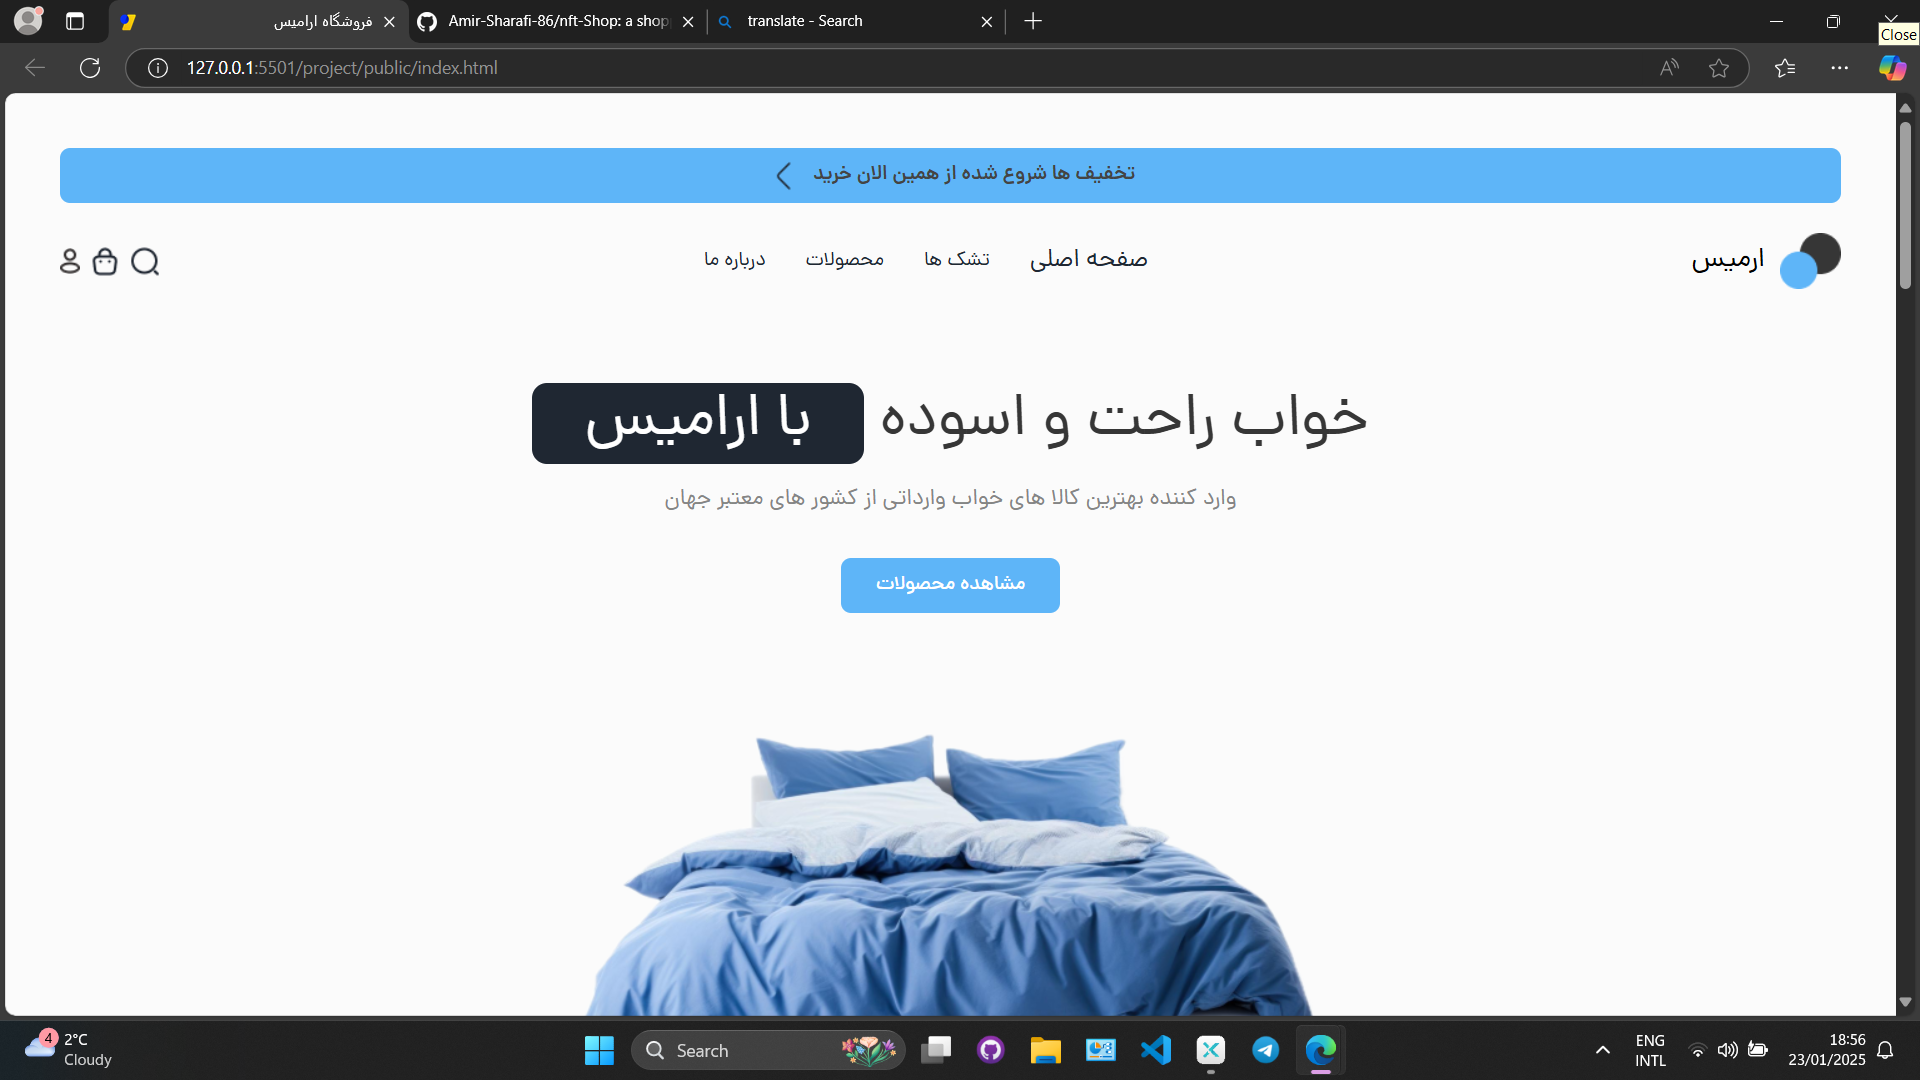 فروشگاه ارامیس
Amir-Sharafi-86/nft-Shop: a shop
translate - Search
Close
127.0.0.1:5501/project/public/index.html
تخفیف ها شروع شده از همین الان خرید
ارمیس
صفحه اصلی
تشک ها
محصولات
درباره ما
خواب راحت و اسوده با ارامیس
وارد کننده بهترین کالا های خواب وارداتی از کشور های معتبر جهان
مشاهده محصولات
4
2°C
Cloudy
Search
ENG
INTL
18:56
23/01/2025